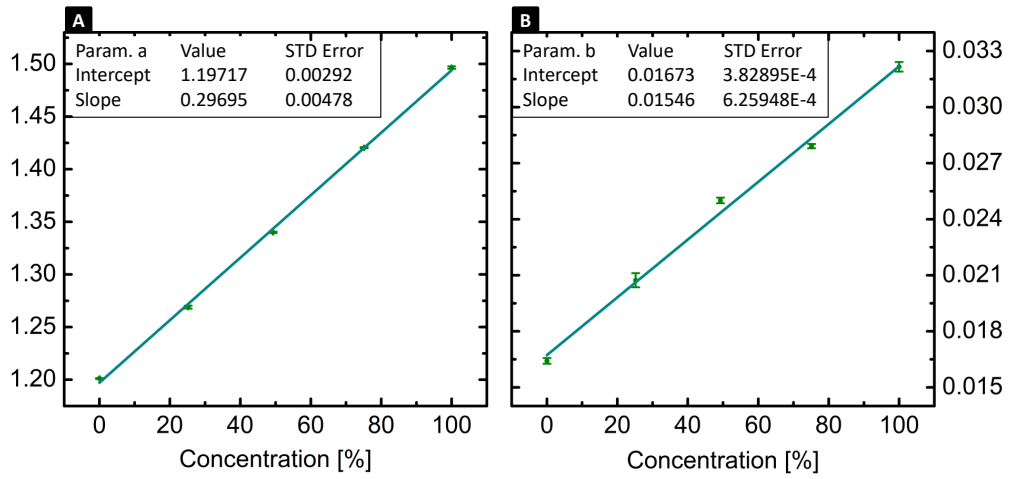 A
Param. a Value STD Error
Intercept 1.19717 0.00292
Slope 0.29695 0.00478
1.50
1.45
1.40
1.35
1.30
1.25
1.20
0 20 40 60 80 100
Concentration [%]
B
Param. b Value STD Error
Intercept 0.01673 3.82895E-4
Slope 0.01546 6.25948E-4
0.033
0.030
0.027
0.024
0.021
0.018
0.015
0 20 40 60 80 100
Concentration [%]